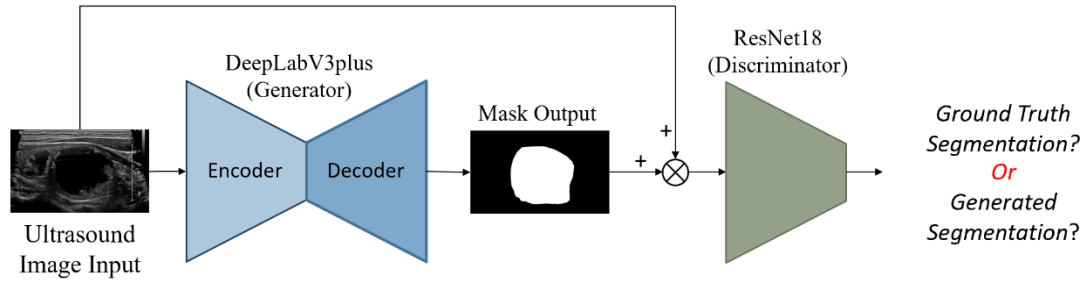 DeepLabV3plus
(Generator)
Encoder
Decoder
Ultrasound
Image Input
Mask Output
+
+
ResNet18
(Discriminator)
Ground Truth
Segmentation?
Or
Generated
Segmentation?